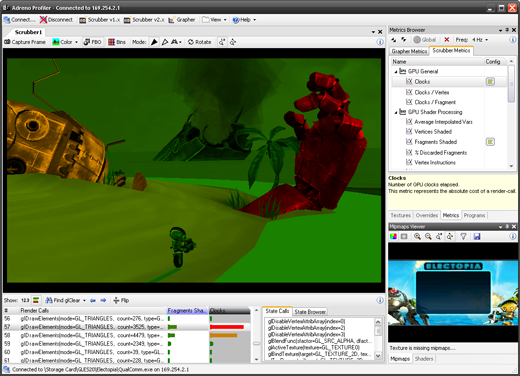 Adreno Profiler - Connected to 169.254.2.1
Connect... Disconnect Scrubber v1.x Scrubber v2.x Grapher View Help
Scrubber1
Capture Frame Color FBO Bins Mode: Rotate
Metrics Browser
Global Freq: 4 Hz
Grapher Metrics Scrubber Metrics
Name Config
GPU General
Clocks
Clocks / Vertex
Clocks / Fragment
GPU Shader Processing
Average Interpolated Vars
Vertices Shaded
Fragments Shaded
% Discarded Fragments
Vertex Instructions
Clocks
Number of GPU clocks elapsed.
This metric represents the absolute cost of a render-call.
Textures Overrides Metrics Programs
Mipmaps Viewer
ELECTOPIA
Texture is missing mipmaps...
Mipmaps Shaders
Show: 123 Find glClear Flip
# Render Calls Fragments Sha... Clocks
56 glDrawElements(mode=GL_TRIANGLES, count=276, type=G...
57 glDrawElements(mode=GL_TRIANGLES, count=3525, type=...
58 glDrawElements(mode=GL_TRIANGLES, count=4479, type=...
59 glDrawElements(mode=GL_TRIANGLES, count=2349, type=...
60 glDrawElements(mode=GL_TRIANGLES, count=39, type=GL...
61 glDrawElements(mode=GL_TRIANGLES, count=228, type=G...
State Calls State Browser
glDisableVertexAttribArray(index=0)
glDisableVertexAttribArray(index=2)
glDisableVertexAttribArray(index=3)
glBlendFunc(sfactor=GL_SRC_ALPHA, dfact...
glActiveTexture(texture=GL_TEXTURE0)
glBindTexture(target=GL_TEXTURE_2D, text...
Connected to \Storage Card\GLES20\Electopia\QualComm.exe on 169.254.2.1